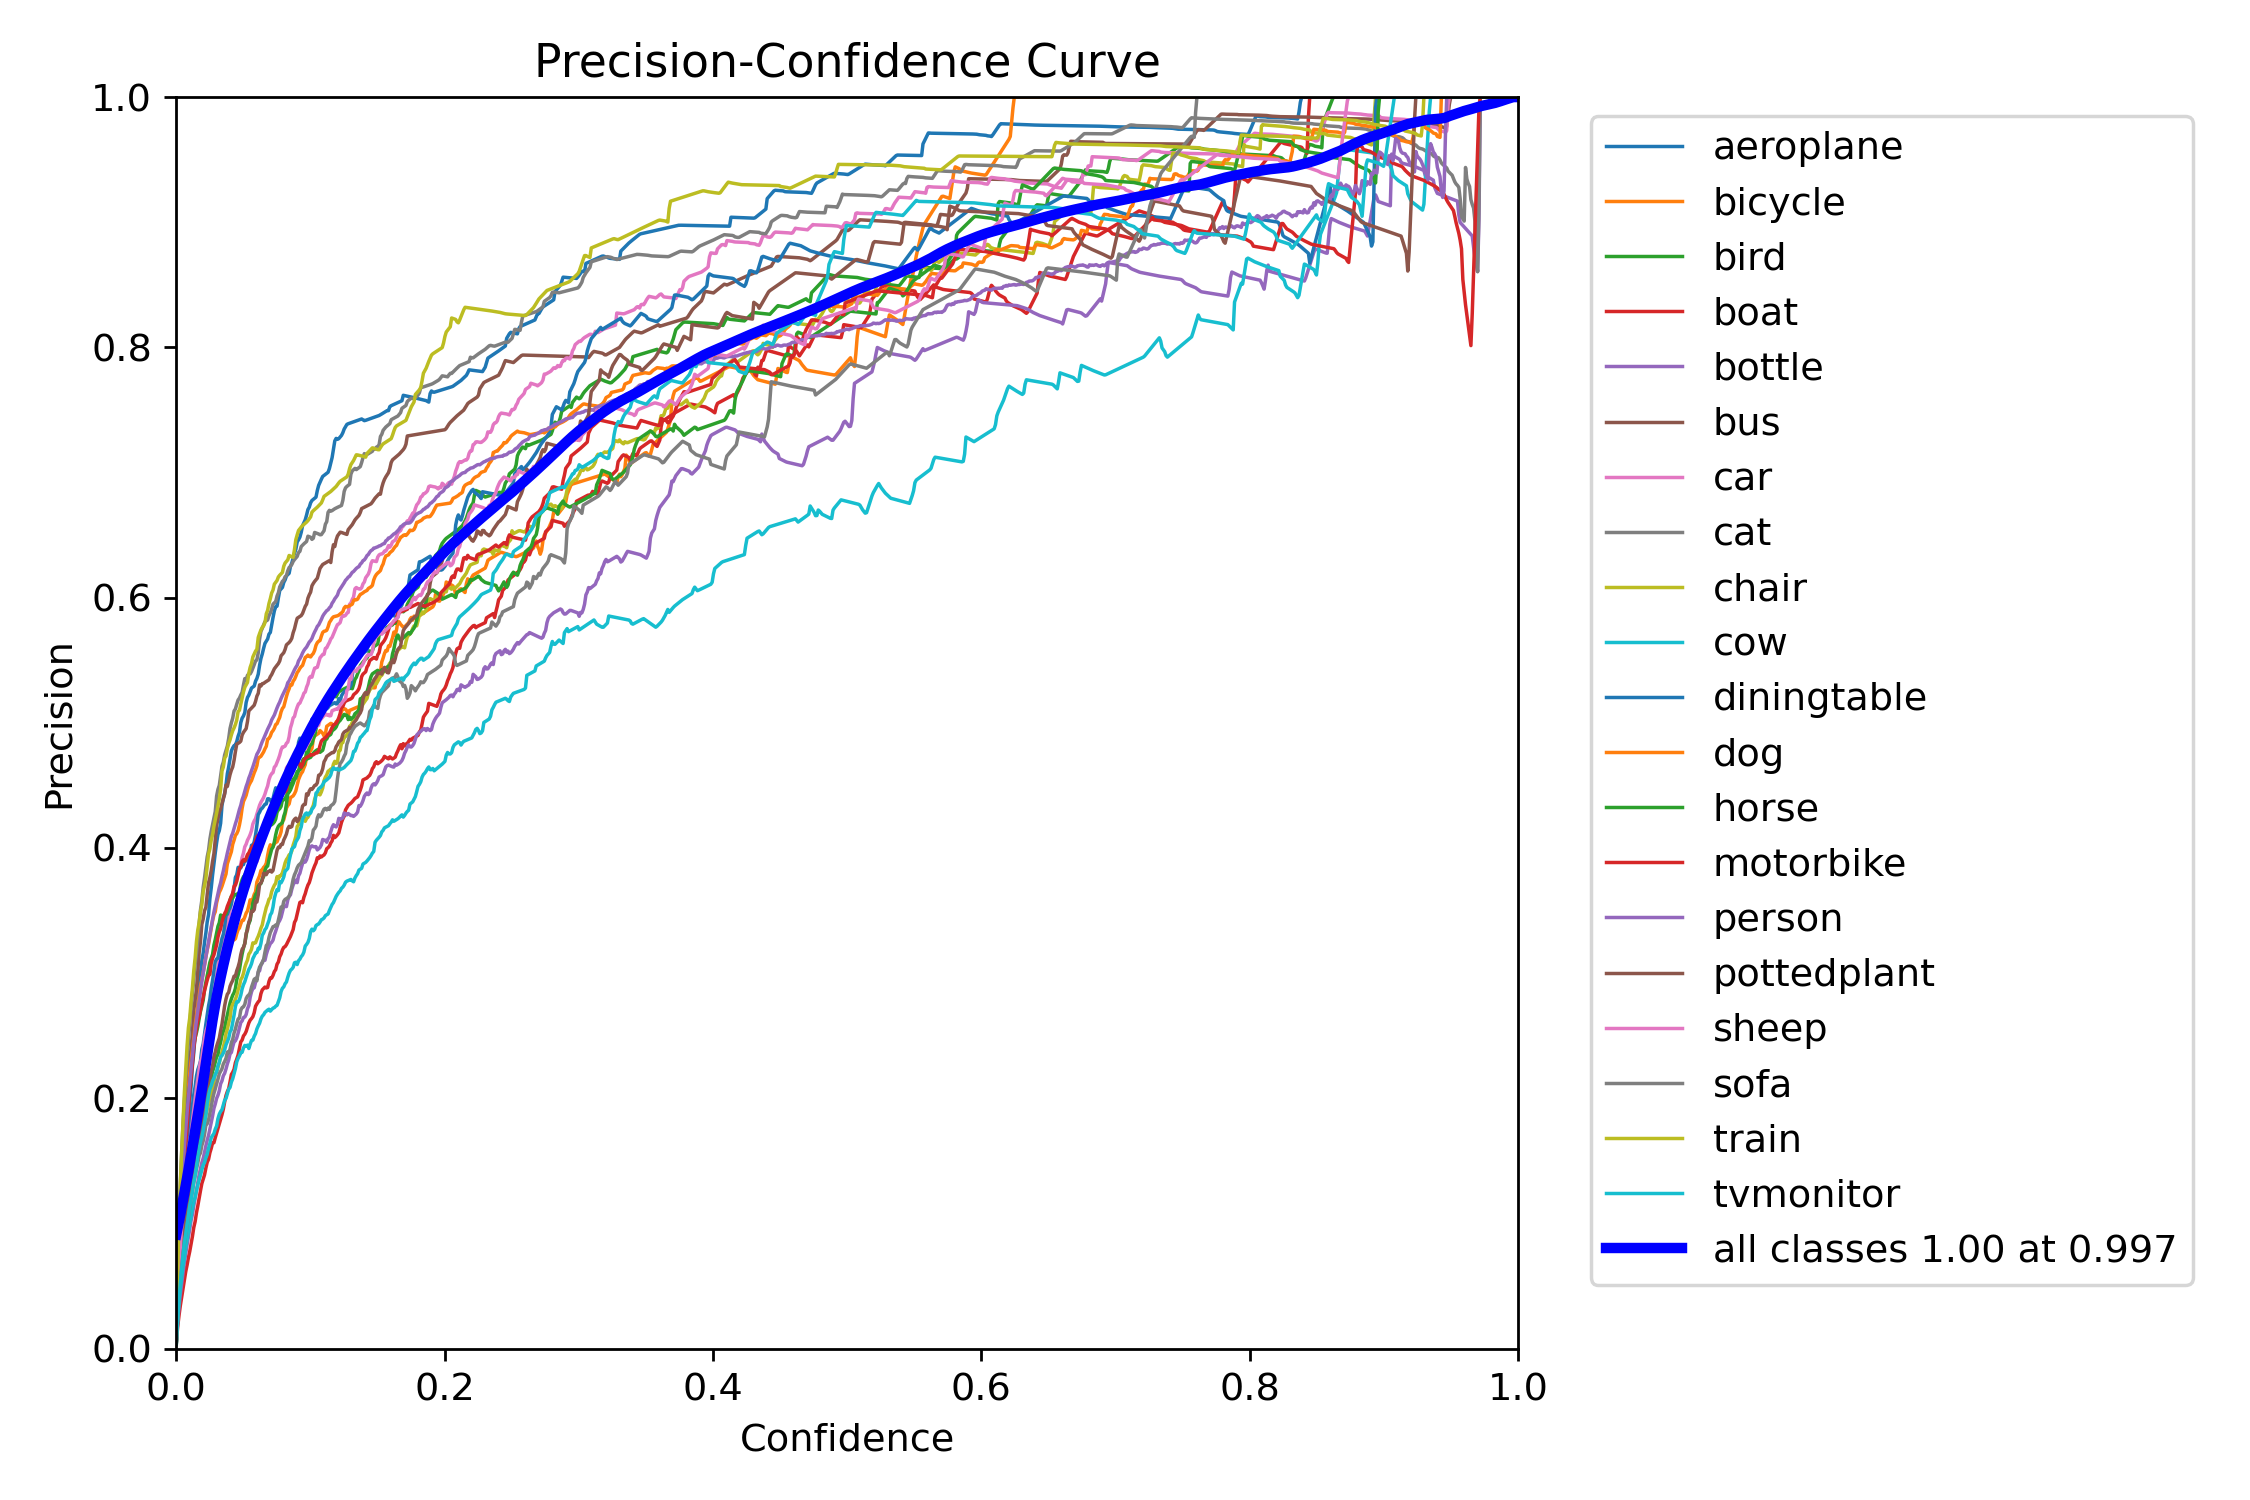 Precision-Confidence Curve
1.0
0.8
0.6
0.4
0.2
0.0
Precision
0.0 0.2 0.4 0.6 0.8 1.0
Confidence
aeroplane
bicycle
bird
boat
bottle
bus
car
cat
chair
cow
diningtable
dog
horse
motorbike
person
pottedplant
sheep
sofa
train
tvmonitor
all classes 1.00 at 0.997